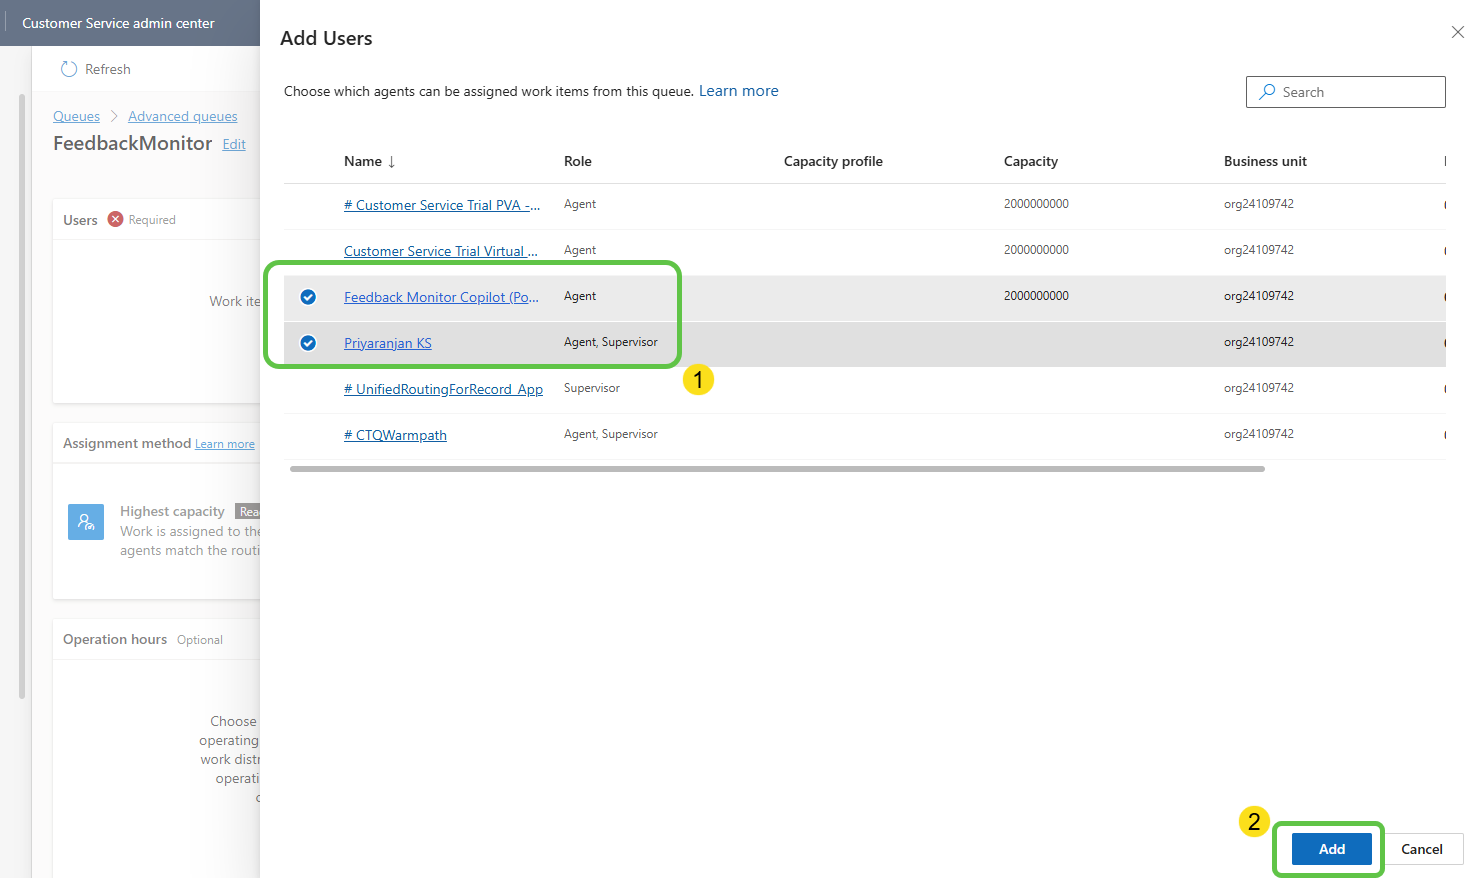 Customer Service admin center
Refresh
Queues > Advanced queues
FeedbackMonitor Edit
Users Required
Work ite
Assignment method Learn more
Highest capacity Rea
Work is assigned to the
agents match the routi
Operation hours Optional
Choose
operating
work distr
operati
Add Users
Choose which agents can be assigned work items from this queue. Learn more
Search
Name ↓ Role Capacity profile Capacity Business unit
# Customer Service Trial PVA -... Agent 2000000000 org24109742
Customer Service Trial Virtual ... Agent 2000000000 org24109742
Feedback Monitor Copilot (Po... Agent 2000000000 org24109742
Priyaranjan KS Agent, Supervisor org24109742
1
# UnifiedRoutingForRecord_App Supervisor org24109742
# CTQWarmpath Agent, Supervisor org24109742
2
Add Cancel